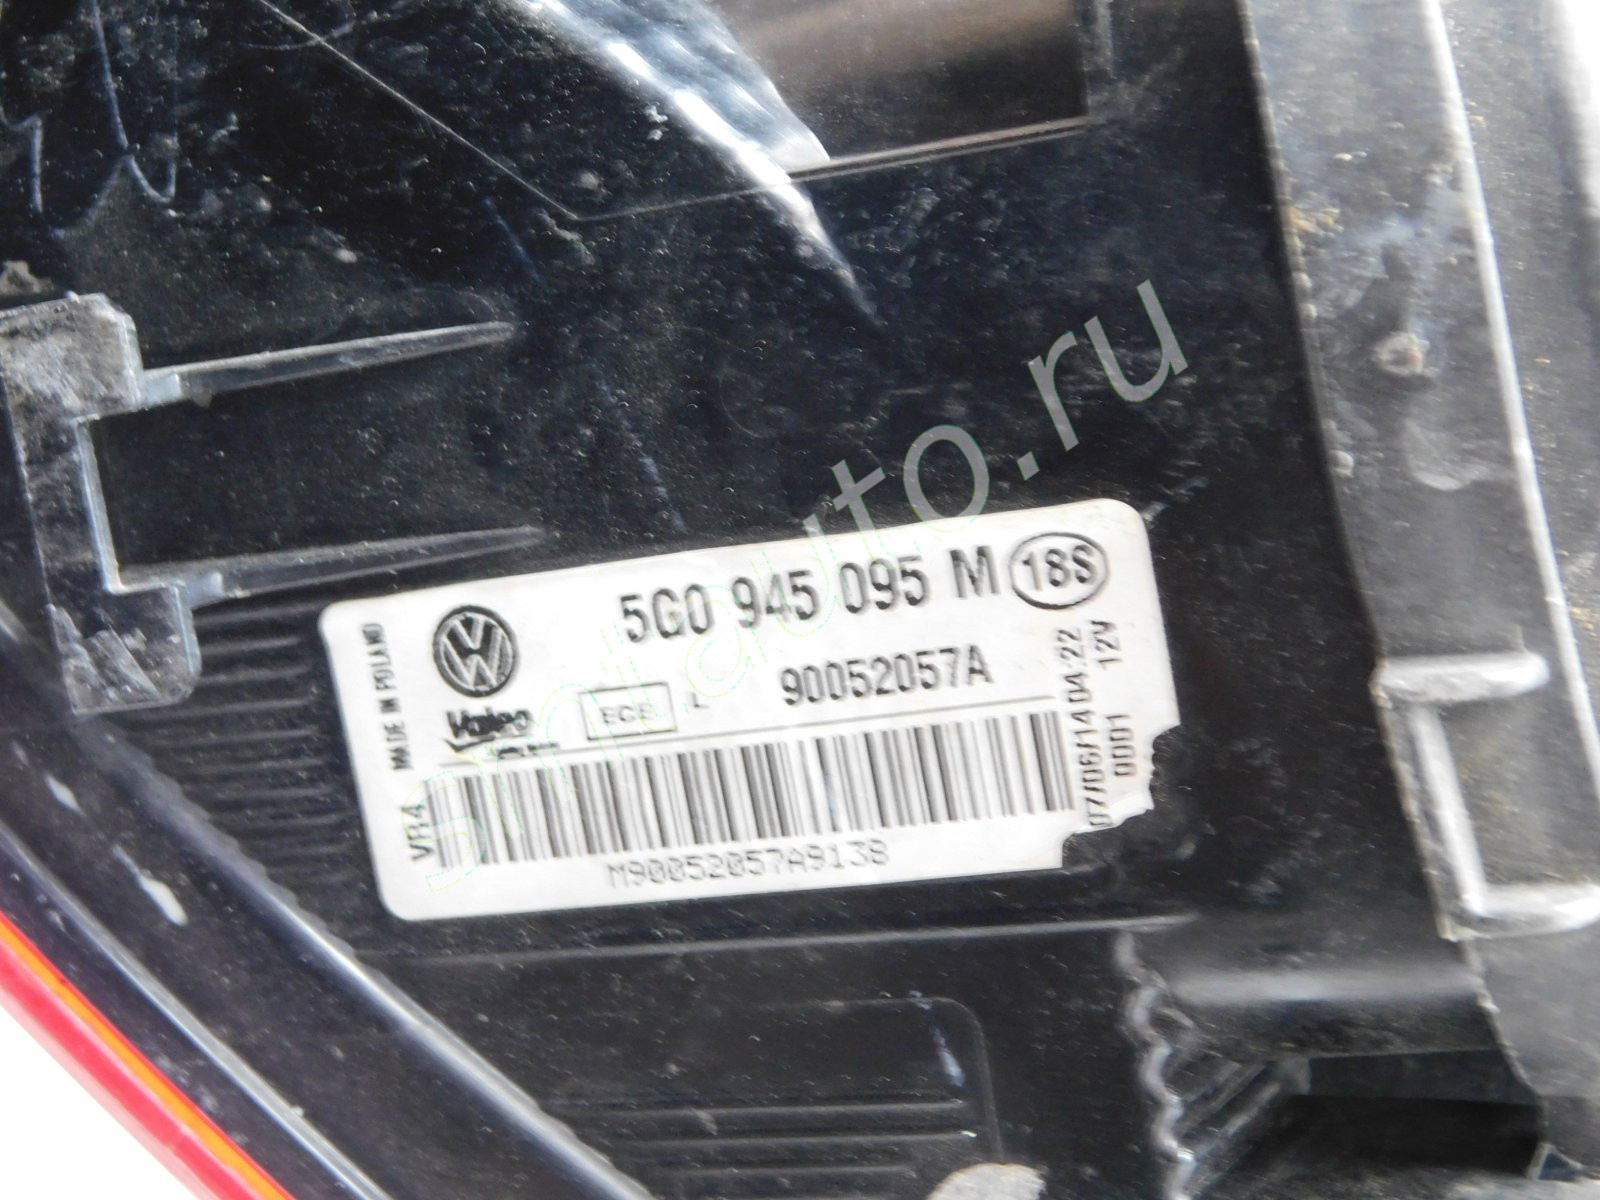 5G0 945 095 M 18S
90052057A
ECE L
Valeo
MADE IN POLAND
VR4
M90052057A9138
07/06/14 04:22
0001 12V
smlauto.ru